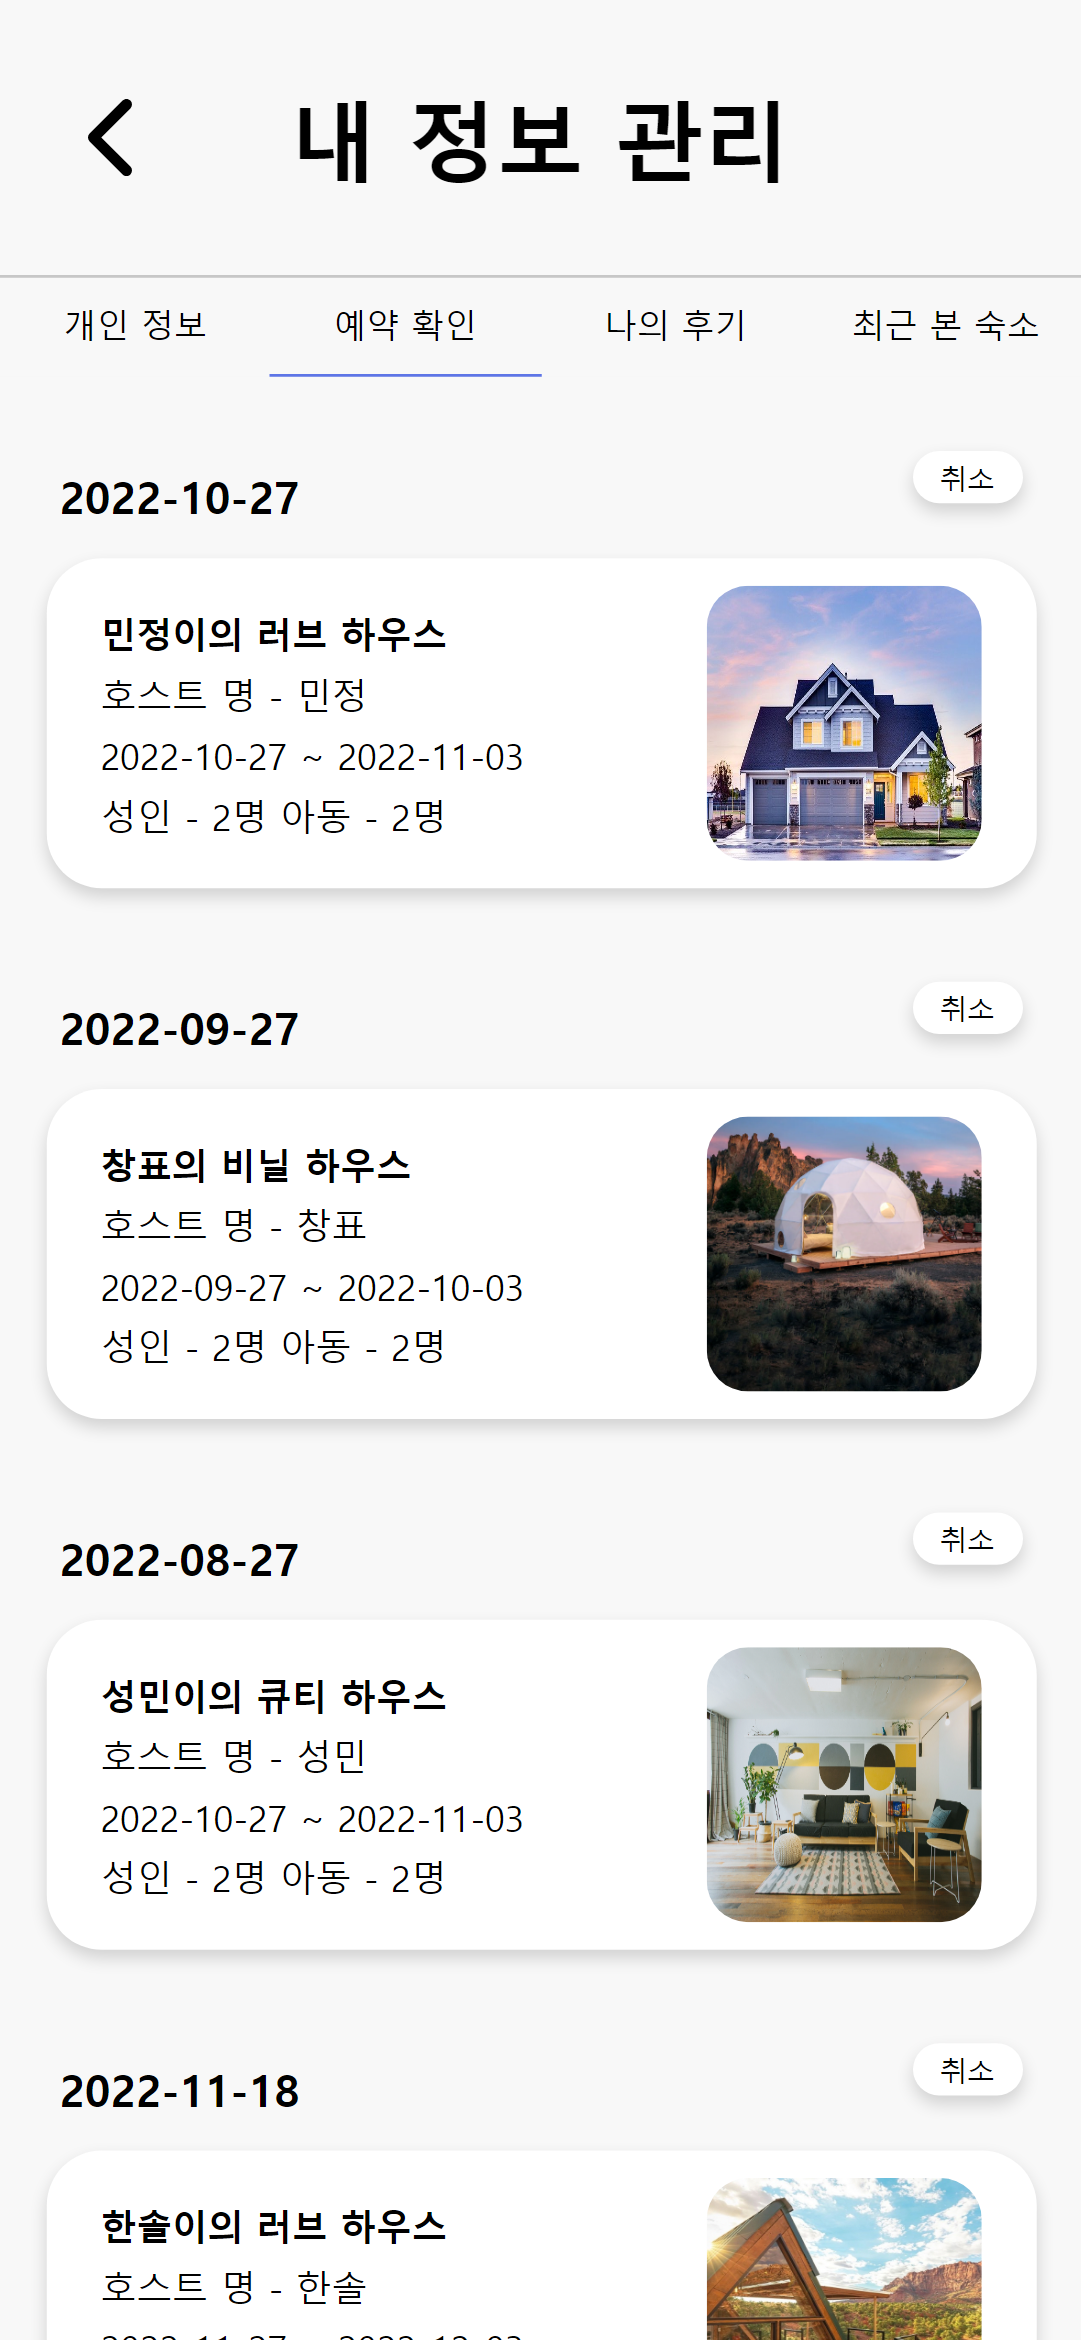 내 정보 관리
개인 정보 예약 확인 나의 후기 최근 본 숙소
취소
2022-10-27
민정이의 러브 하우스
호스트 명 - 민정
2022-10-27 ~ 2022-11-03
성인 - 2명 아동 - 2명
취소
2022-09-27
창표의 비닐 하우스
호스트 명 - 창표
2022-09-27 ~ 2022-10-03
성인 - 2명 아동 - 2명
취소
2022-08-27
성민이의 큐티 하우스
호스트 명 - 성민
2022-10-27 ~ 2022-11-03
성인 - 2명 아동 - 2명
취소
2022-11-18
한솔이의 러브 하우스
호스트 명 - 한솔